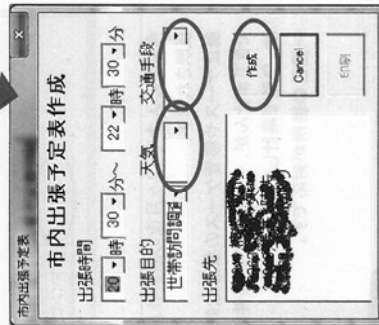 市内出張予定表
市内出張予定表作成
出張時間
20 時 30 分～ 22 時 30 分
出張目的 天気 交通手段
世帯訪問調査
出張先
作成
Cancel
印刷